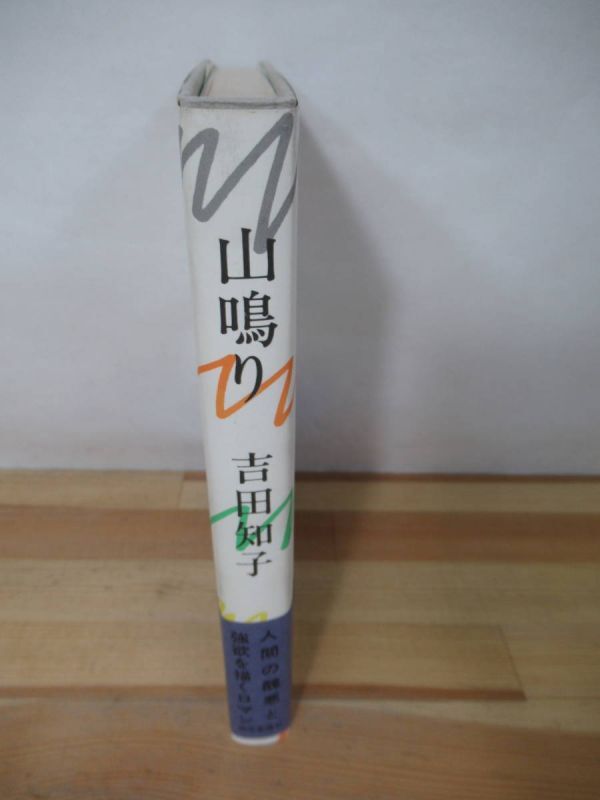 山鳴り
吉田知子
人間の醜悪と
強欲を描くロマン